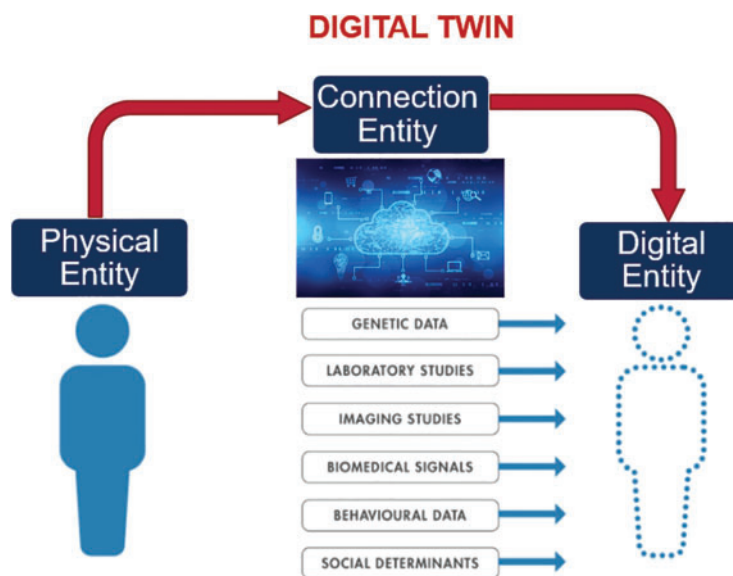 DIGITAL TWIN
Connection
Entity
Physical
Entity
Digital
Entity
GENETIC DATA
LABORATORY STUDIES
IMAGING STUDIES
BIOMEDICAL SIGNALS
BEHAVIOURAL DATA
SOCIAL DETERMINANTS